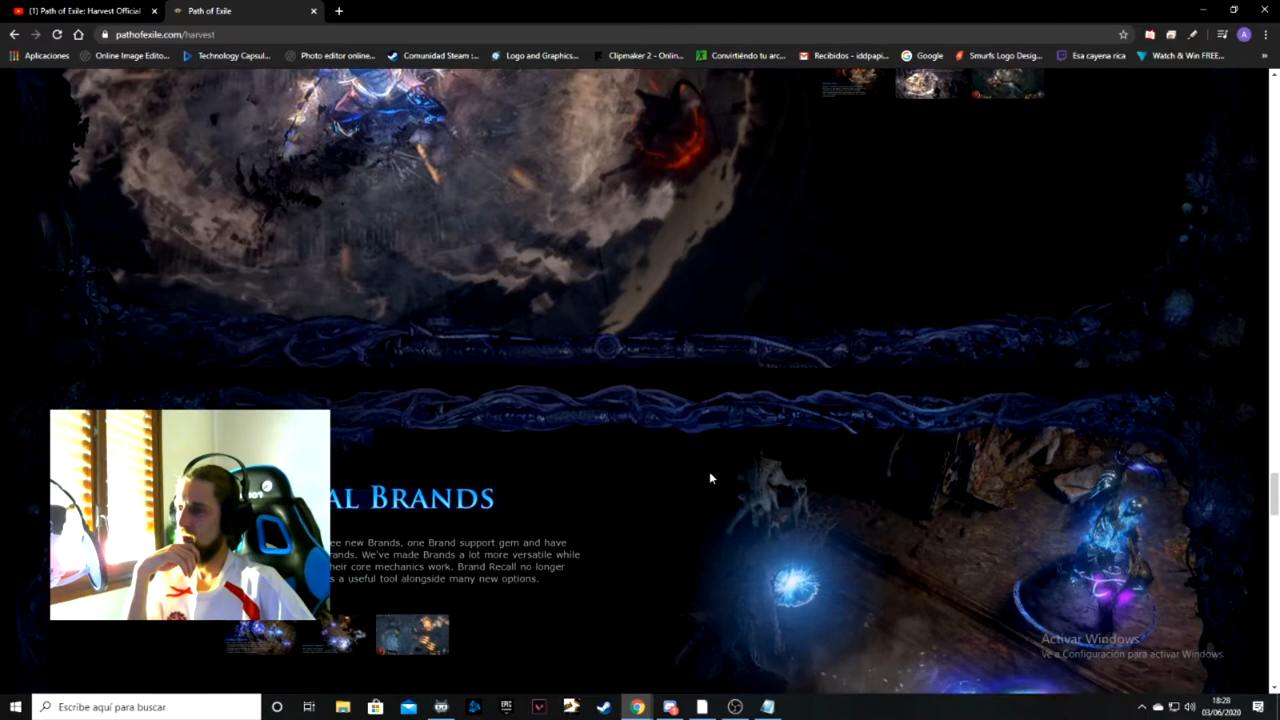 (1) Path of Exile: Harvest Official
Path of Exile
pathofexile.com/harvest
A
Aplicaciones
Online Image Edito...
Technology Capsul...
Photo editor online...
Comunidad Steam :...
Logo and Graphics...
Clipmaker 2 - Onlin...
Convirtiéndo tu arc...
Recibidos — iddpapi...
Google
Smurfs Logo Desig...
Esa cayeria rica
Watch & Win FREE...
AL BRANDS
ee new Brands, one Brand support gem and have
rands. We've made Brands a lot more versatile while
heir core mechanics work. Brand Recall no longer
s a useful tool alongside many new options.
Activar Windows
Ve a Configuración para activar Windows.
Escribe aquí para buscar
18:28
03/06/2020